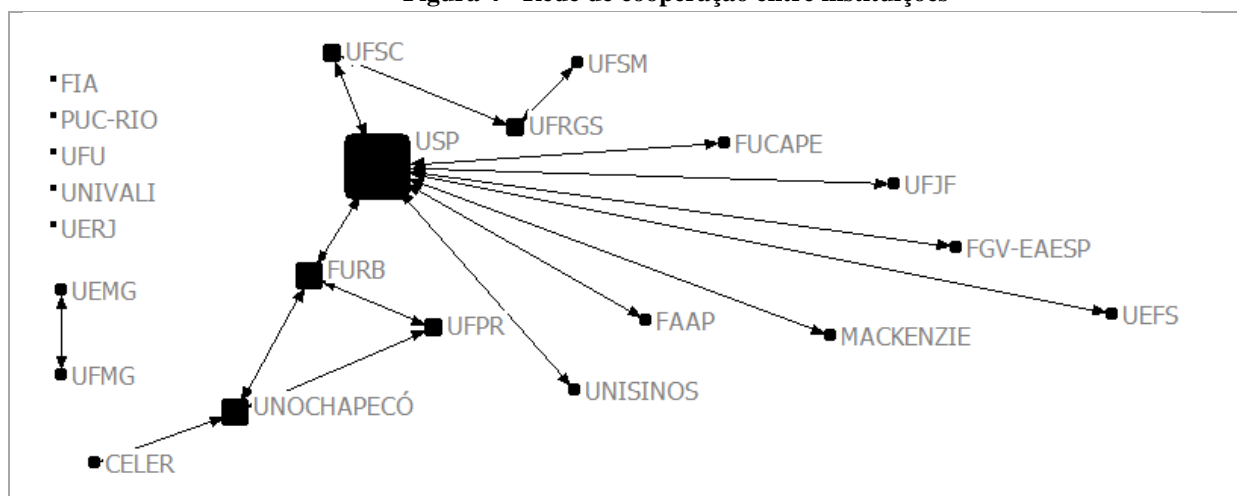 Figura 4 - Rede de cooperação entre instituições
UFSC
UFSM
FIA
PUC-RIO
UFRGS
USP
FUCAPE
UFU
UFJF
UNIVALI
UERJ
FGV-EAESP
FURB
UEMG
UEFS
FAAP
UFPR
MACKENZIE
UFMG
UNISINOS
UNOCHAPECÓ
CELER